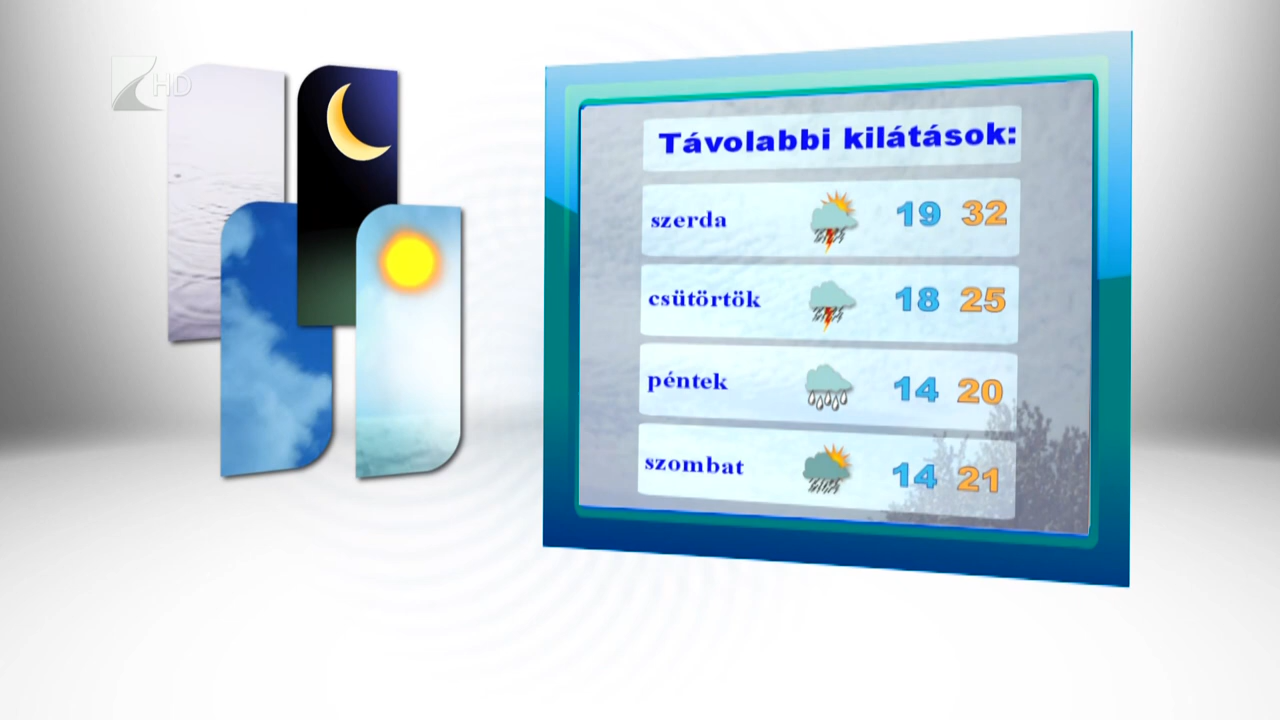 HD
Távolabbi kilátások:
szerda 19 32
csütörtök 18 25
péntek 14 20
szombat 14 21